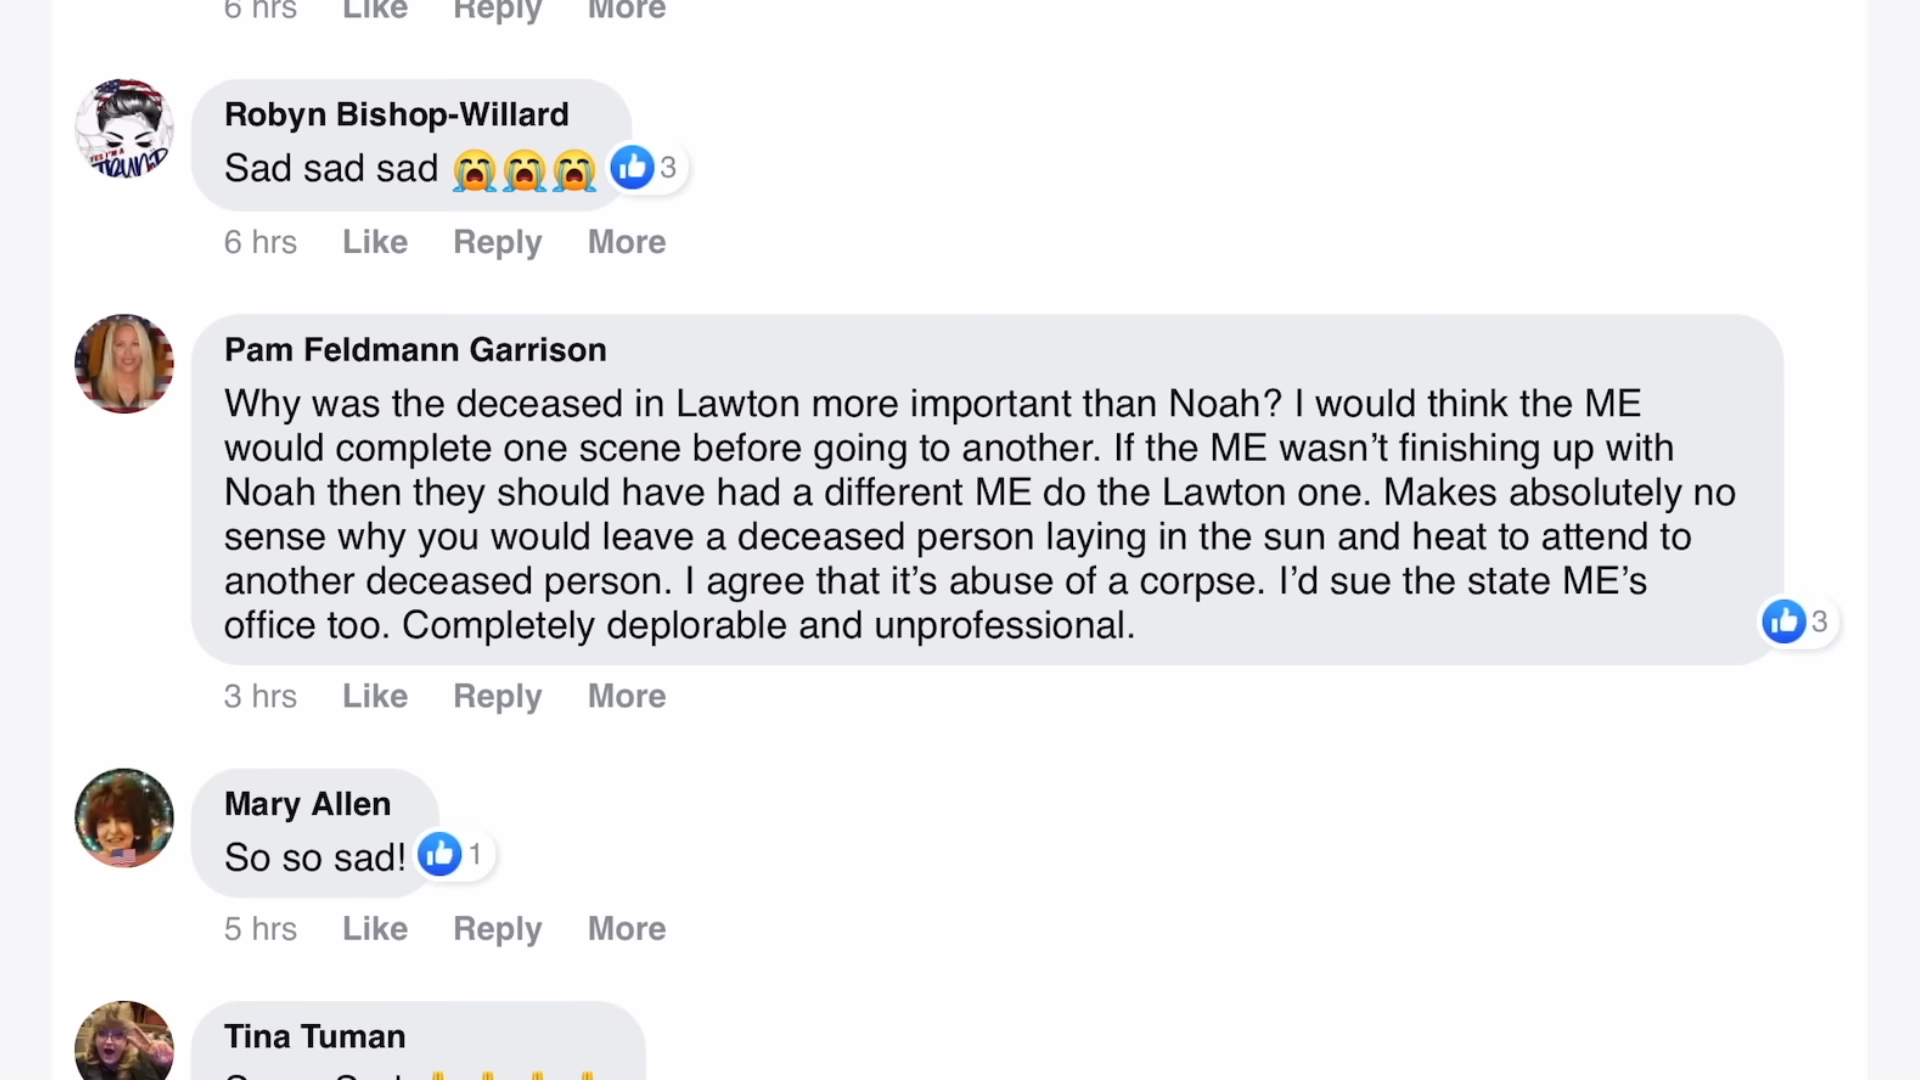 6 hrs Like Reply More
Robyn Bishop-Willard
Sad sad sad 😭😭😭 3
6 hrs Like Reply More
Pam Feldmann Garrison
Why was the deceased in Lawton more important than Noah? I would think the ME
would complete one scene before going to another. If the ME wasn’t finishing up with
Noah then they should have had a different ME do the Lawton one. Makes absolutely no
sense why you would leave a deceased person laying in the sun and heat to attend to
another deceased person. I agree that it’s abuse of a corpse. I’d sue the state ME’s
office too. Completely deplorable and unprofessional.
3
3 hrs Like Reply More
Mary Allen
So so sad! 1
5 hrs Like Reply More
Tina Tuman